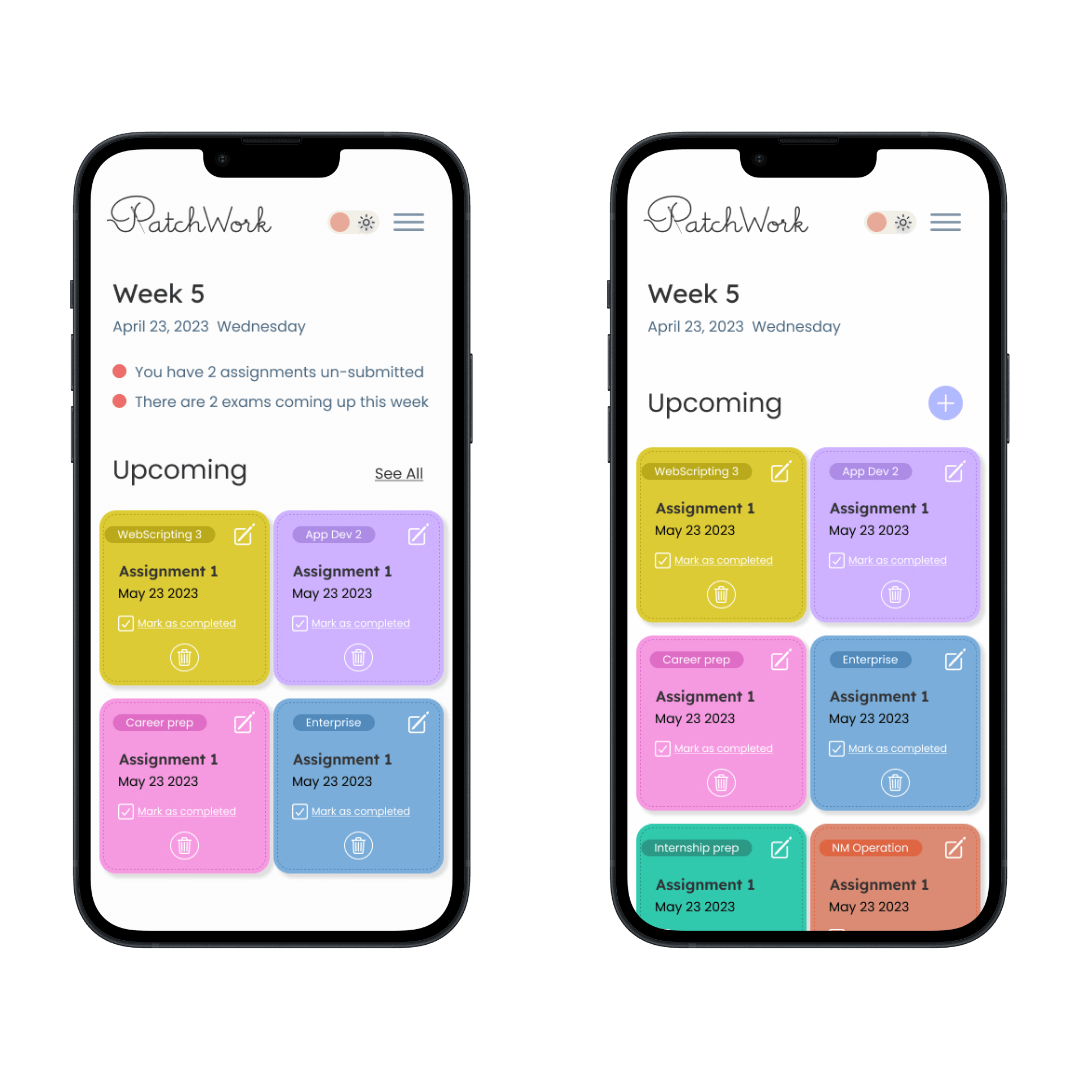 PatchWork
Week 5
April 23, 2023 Wednesday
You have 2 assignments un-submitted
There are 2 exams coming up this week
Upcoming
See All
WebScripting 3
Assignment 1
May 23 2023
Mark as completed
App Dev 2
Assignment 1
May 23 2023
Mark as completed
Career prep
Assignment 1
May 23 2023
Mark as completed
Enterprise
Assignment 1
May 23 2023
Mark as completed
PatchWork
Week 5
April 23, 2023 Wednesday
Upcoming
WebScripting 3
Assignment 1
May 23 2023
Mark as completed
App Dev 2
Assignment 1
May 23 2023
Mark as completed
Career prep
Assignment 1
May 23 2023
Mark as completed
Enterprise
Assignment 1
May 23 2023
Mark as completed
Internship prep
Assignment 1
May 23 2023
NM Operation
Assignment 1
May 23 2023